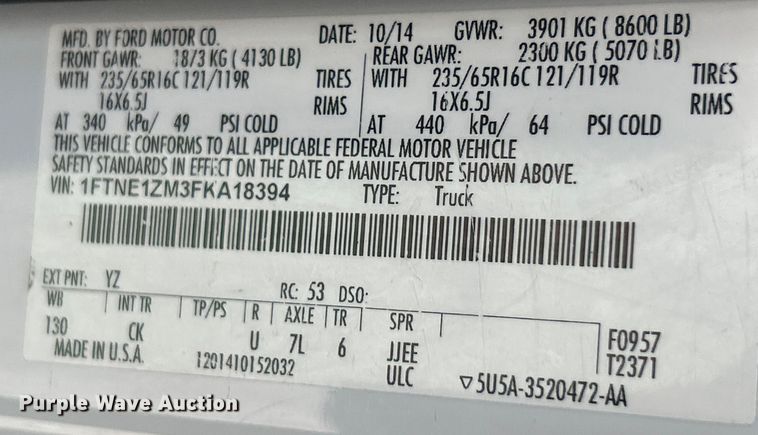 MFD. BY FORD MOTOR CO. DATE: 10/14 GVWR: 3901 KG ( 8600 LB)
FRONT GAWR: 1873 KG ( 4130 LB) REAR GAWR: 2300 KG ( 5070 LB)
WITH 235/65R16C 121/119R TIRES WITH 235/65R16C 121/119R TIRES
16X6.5J RIMS 16X6.5J RIMS
AT 340 kPa/ 49 PSI COLD AT 440 kPa/ 64 PSI COLD
THIS VEHICLE CONFORMS TO ALL APPLICABLE FEDERAL MOTOR VEHICLE
SAFETY STANDARDS IN EFFECT ON THE DATE OF MANUFACTURE SHOWN ABOVE.
VIN: 1FTNE1ZM3FKA18394 TYPE: Truck
EXT PNT: YZ RC: 53 DSO:
WB INT TR TP/PS R AXLE TR SPR
130 CK U 7L 6 JJEE F0957
MADE IN U.S.A. 1201410152032 ULC T2371
5U5A-3520472-AA
Purple Wave Auction